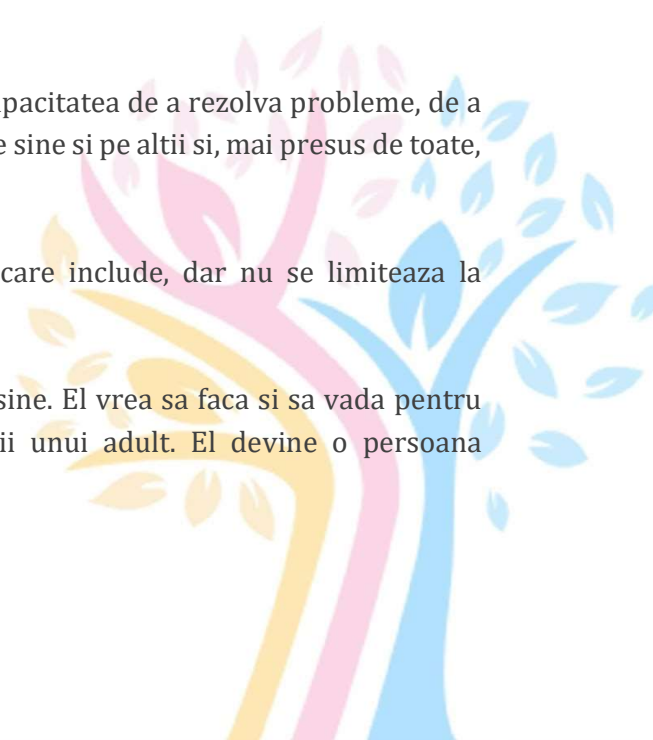 pacitatea de a rezolva probleme, de a
e sine si pe altii si, mai presus de toate,
care include, dar nu se limiteaza la
sine. El vrea sa faca si sa vada pentru
ii unui adult. El devine o persoana